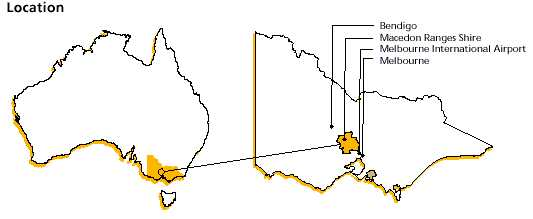 Location
Bendigo
Macedon Ranges Shire
Melbourne International Airport
Melbourne